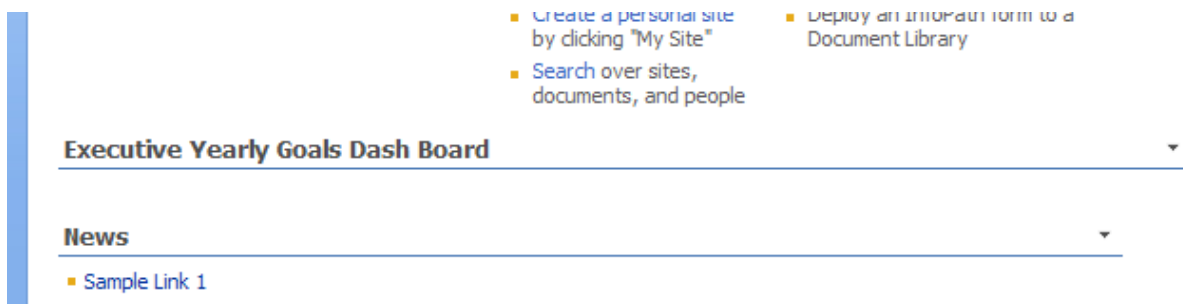 Create a personal site
by clicking "My Site"
Search over sites,
documents, and people
Deploy an InfoPath form to a
Document Library
Executive Yearly Goals Dash Board
News
Sample Link 1